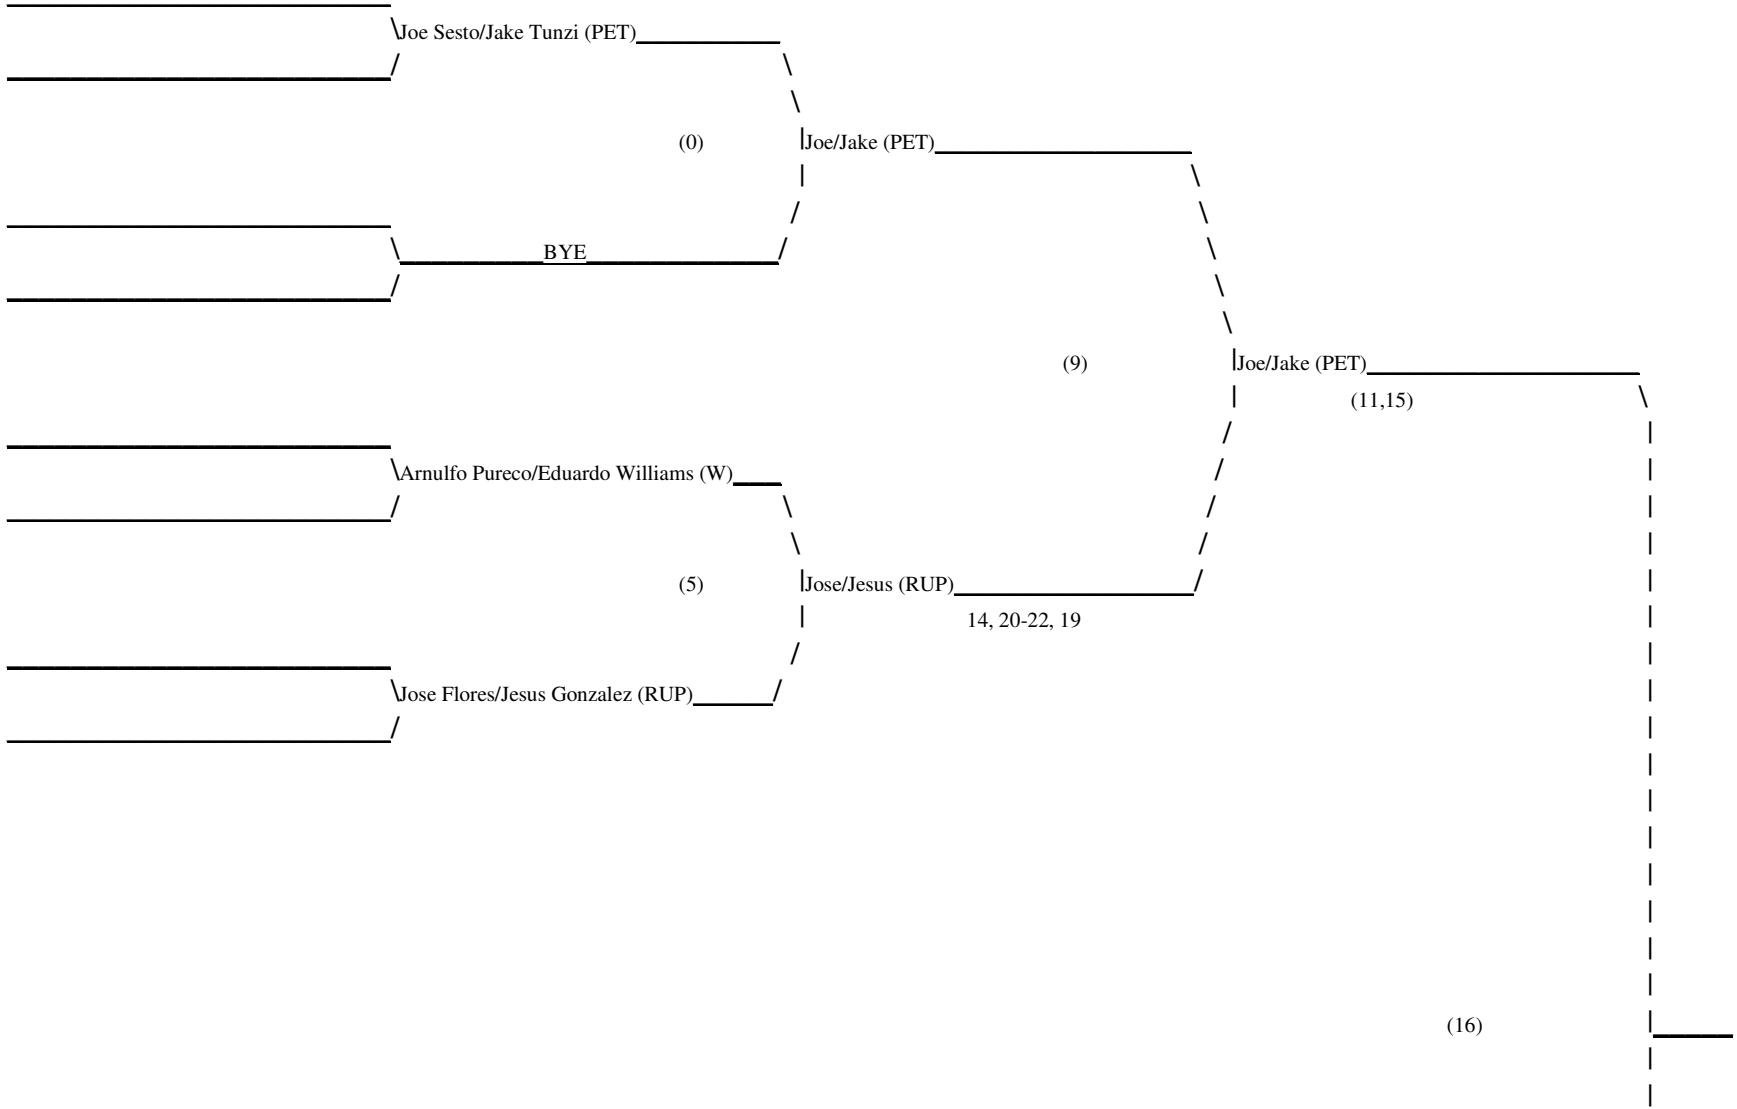 Joe Sesto/Jake Tunzi (PET)
(0)
Joe/Jake (PET)
BYE
(9)
Joe/Jake (PET)
(11,15)
Arnulfo Pureco/Eduardo Williams (W)
(5)
Jose/Jesus (RUP)
14, 20-22, 19
Jose Flores/Jesus Gonzalez (RUP)
(16)